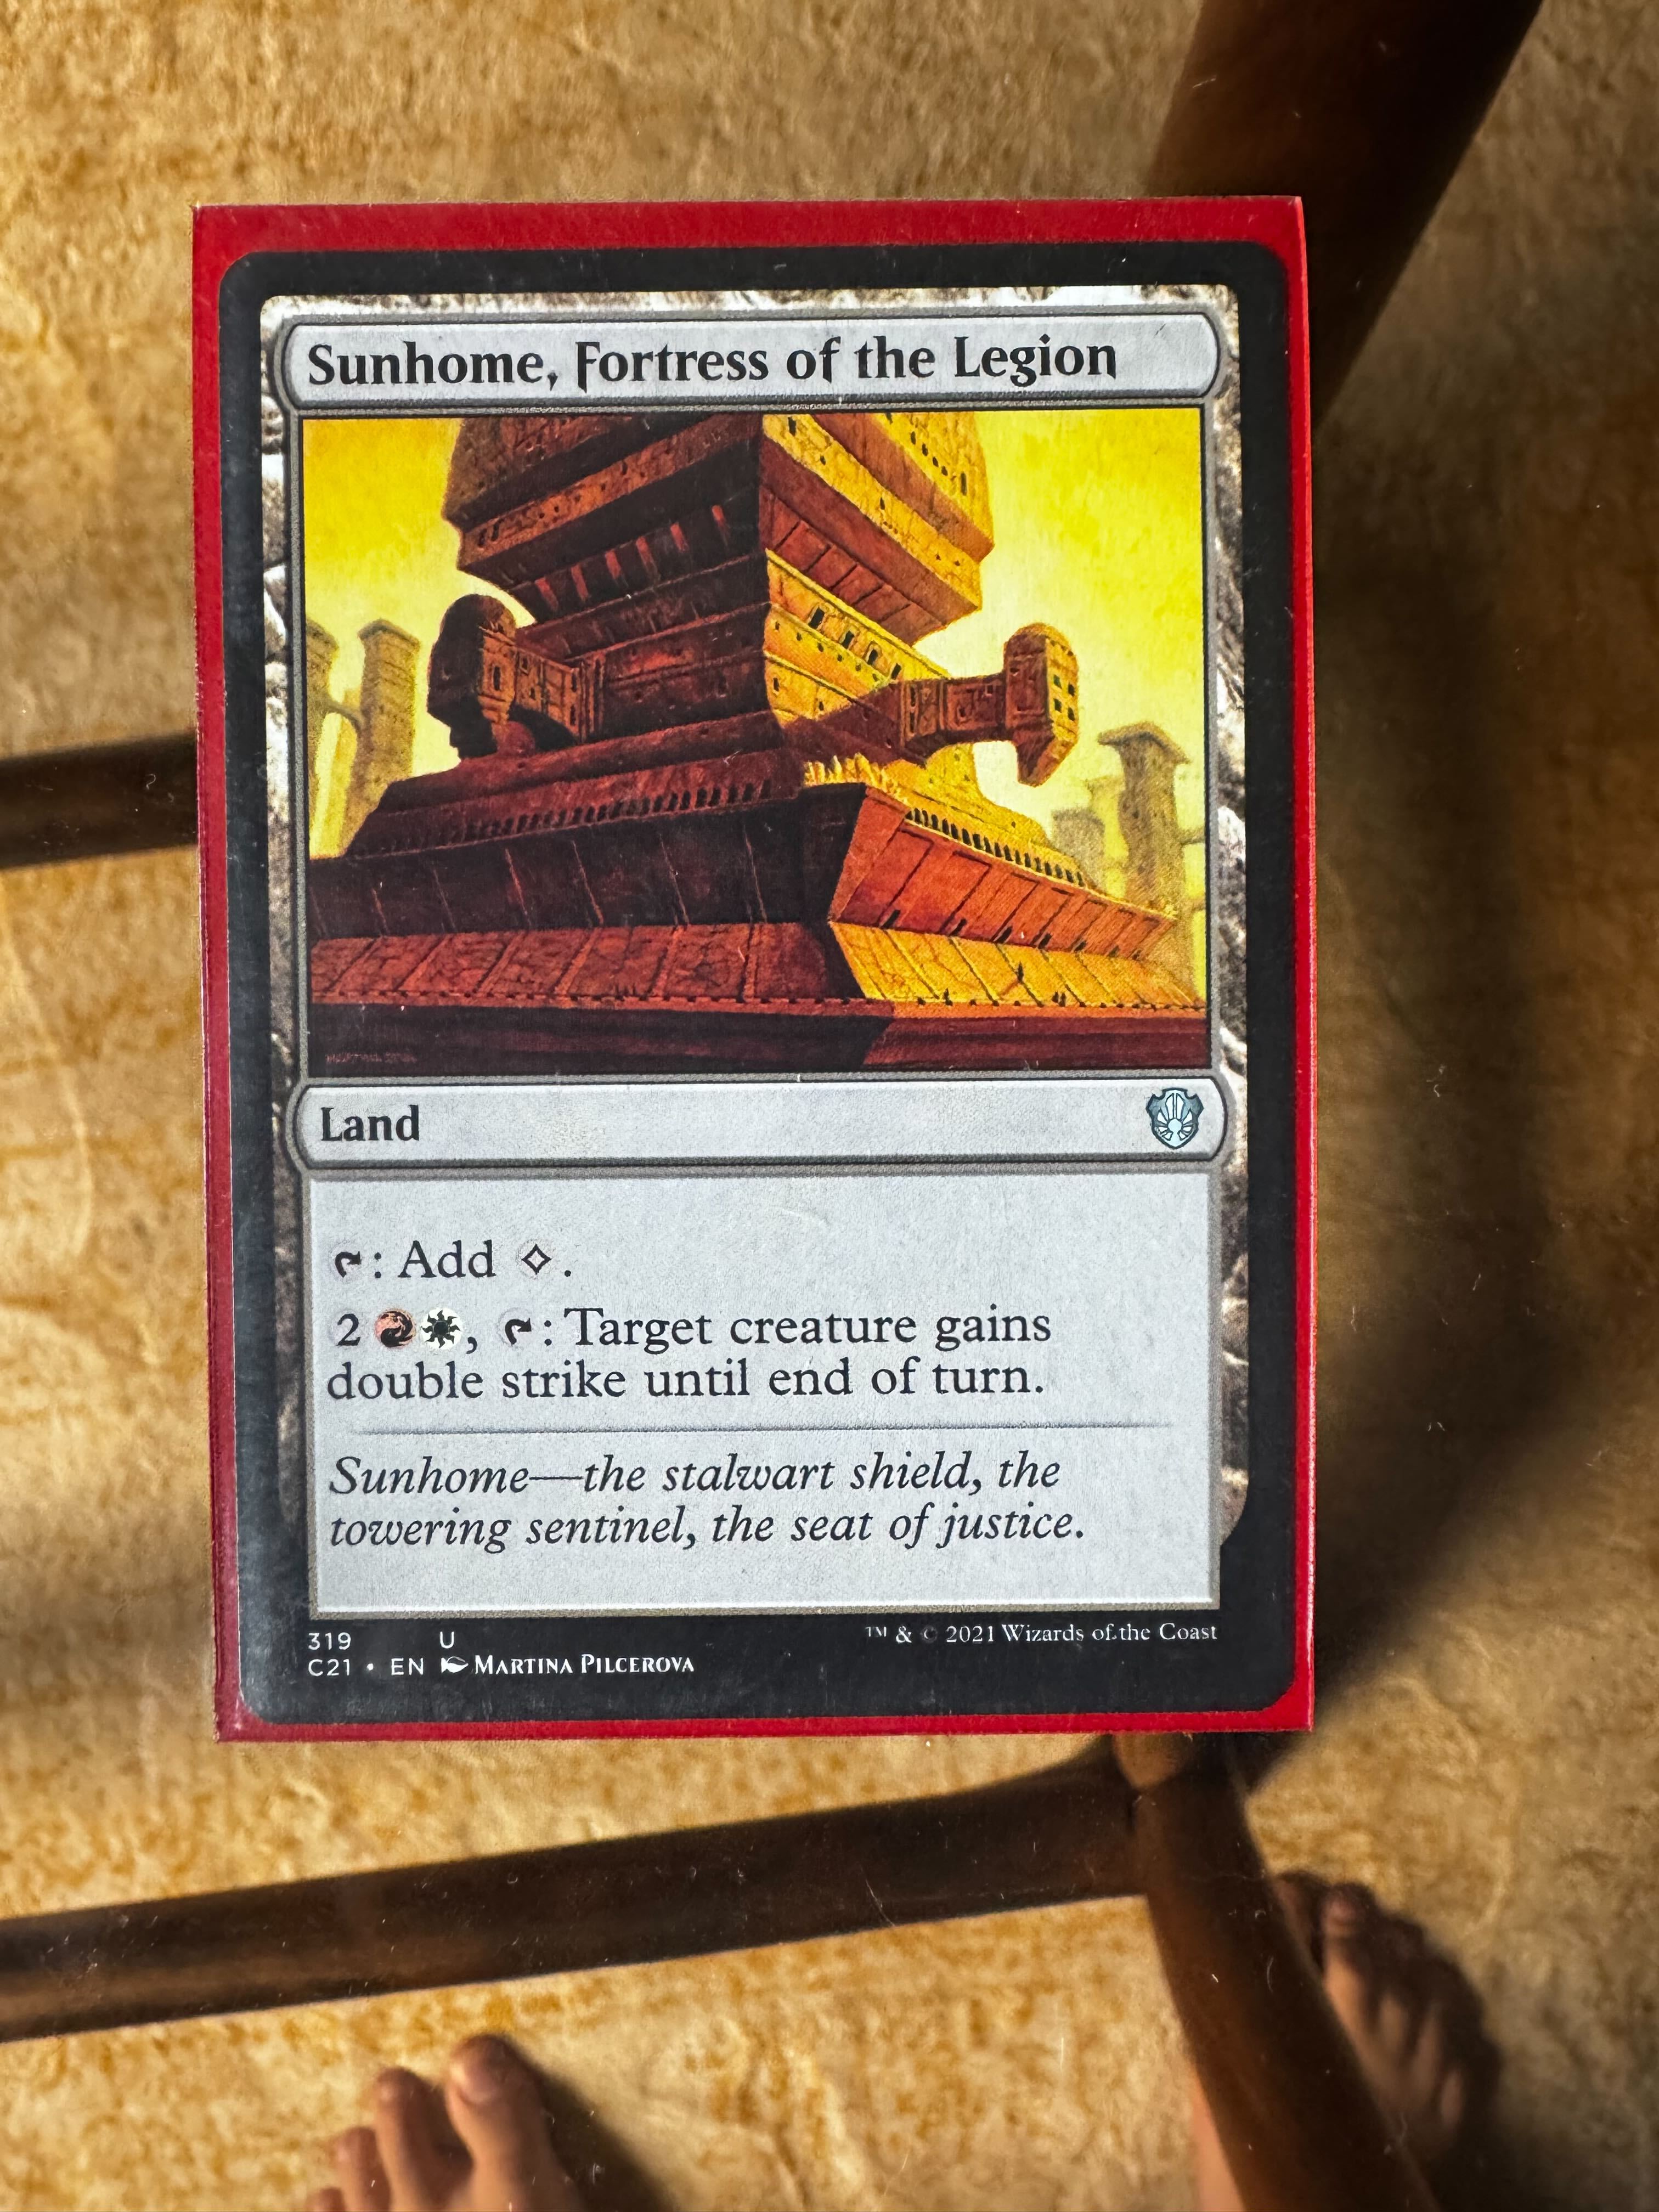 Sunhome, Fortress of the Legion
Land
: Add .
2 , : Target creature gains
double strike until end of turn.
Sunhome—the stalwart shield, the
towering sentinel, the seat of justice.
319 U
C21 • EN MARTINA PILCEROVA
™ & © 2021 Wizards of the Coast